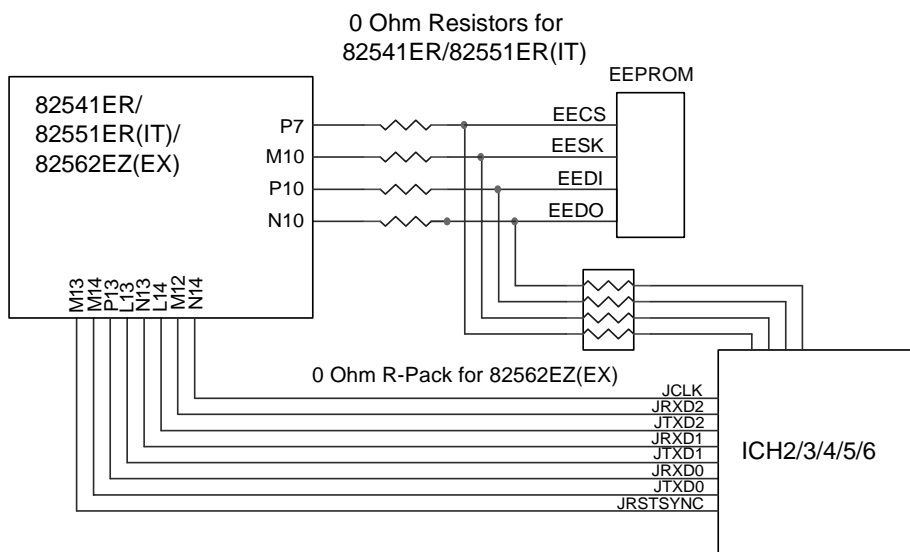 0 Ohm Resistors for
82541ER/82551ER(IT)
EEPROM
82541ER/
82551ER(IT)/
82562EZ(EX)
P7
EECS
M10
EESK
P10
EEDI
N10
EEDO
M13
M14
P13
L13
N13
L14
M12
N14
0 Ohm R-Pack for 82562EZ(EX)
JCLK
JRXD2
JTXD2
JRXD1
JTXD1
JRXD0
JTXD0
JRSTSYNC
ICH2/3/4/5/6